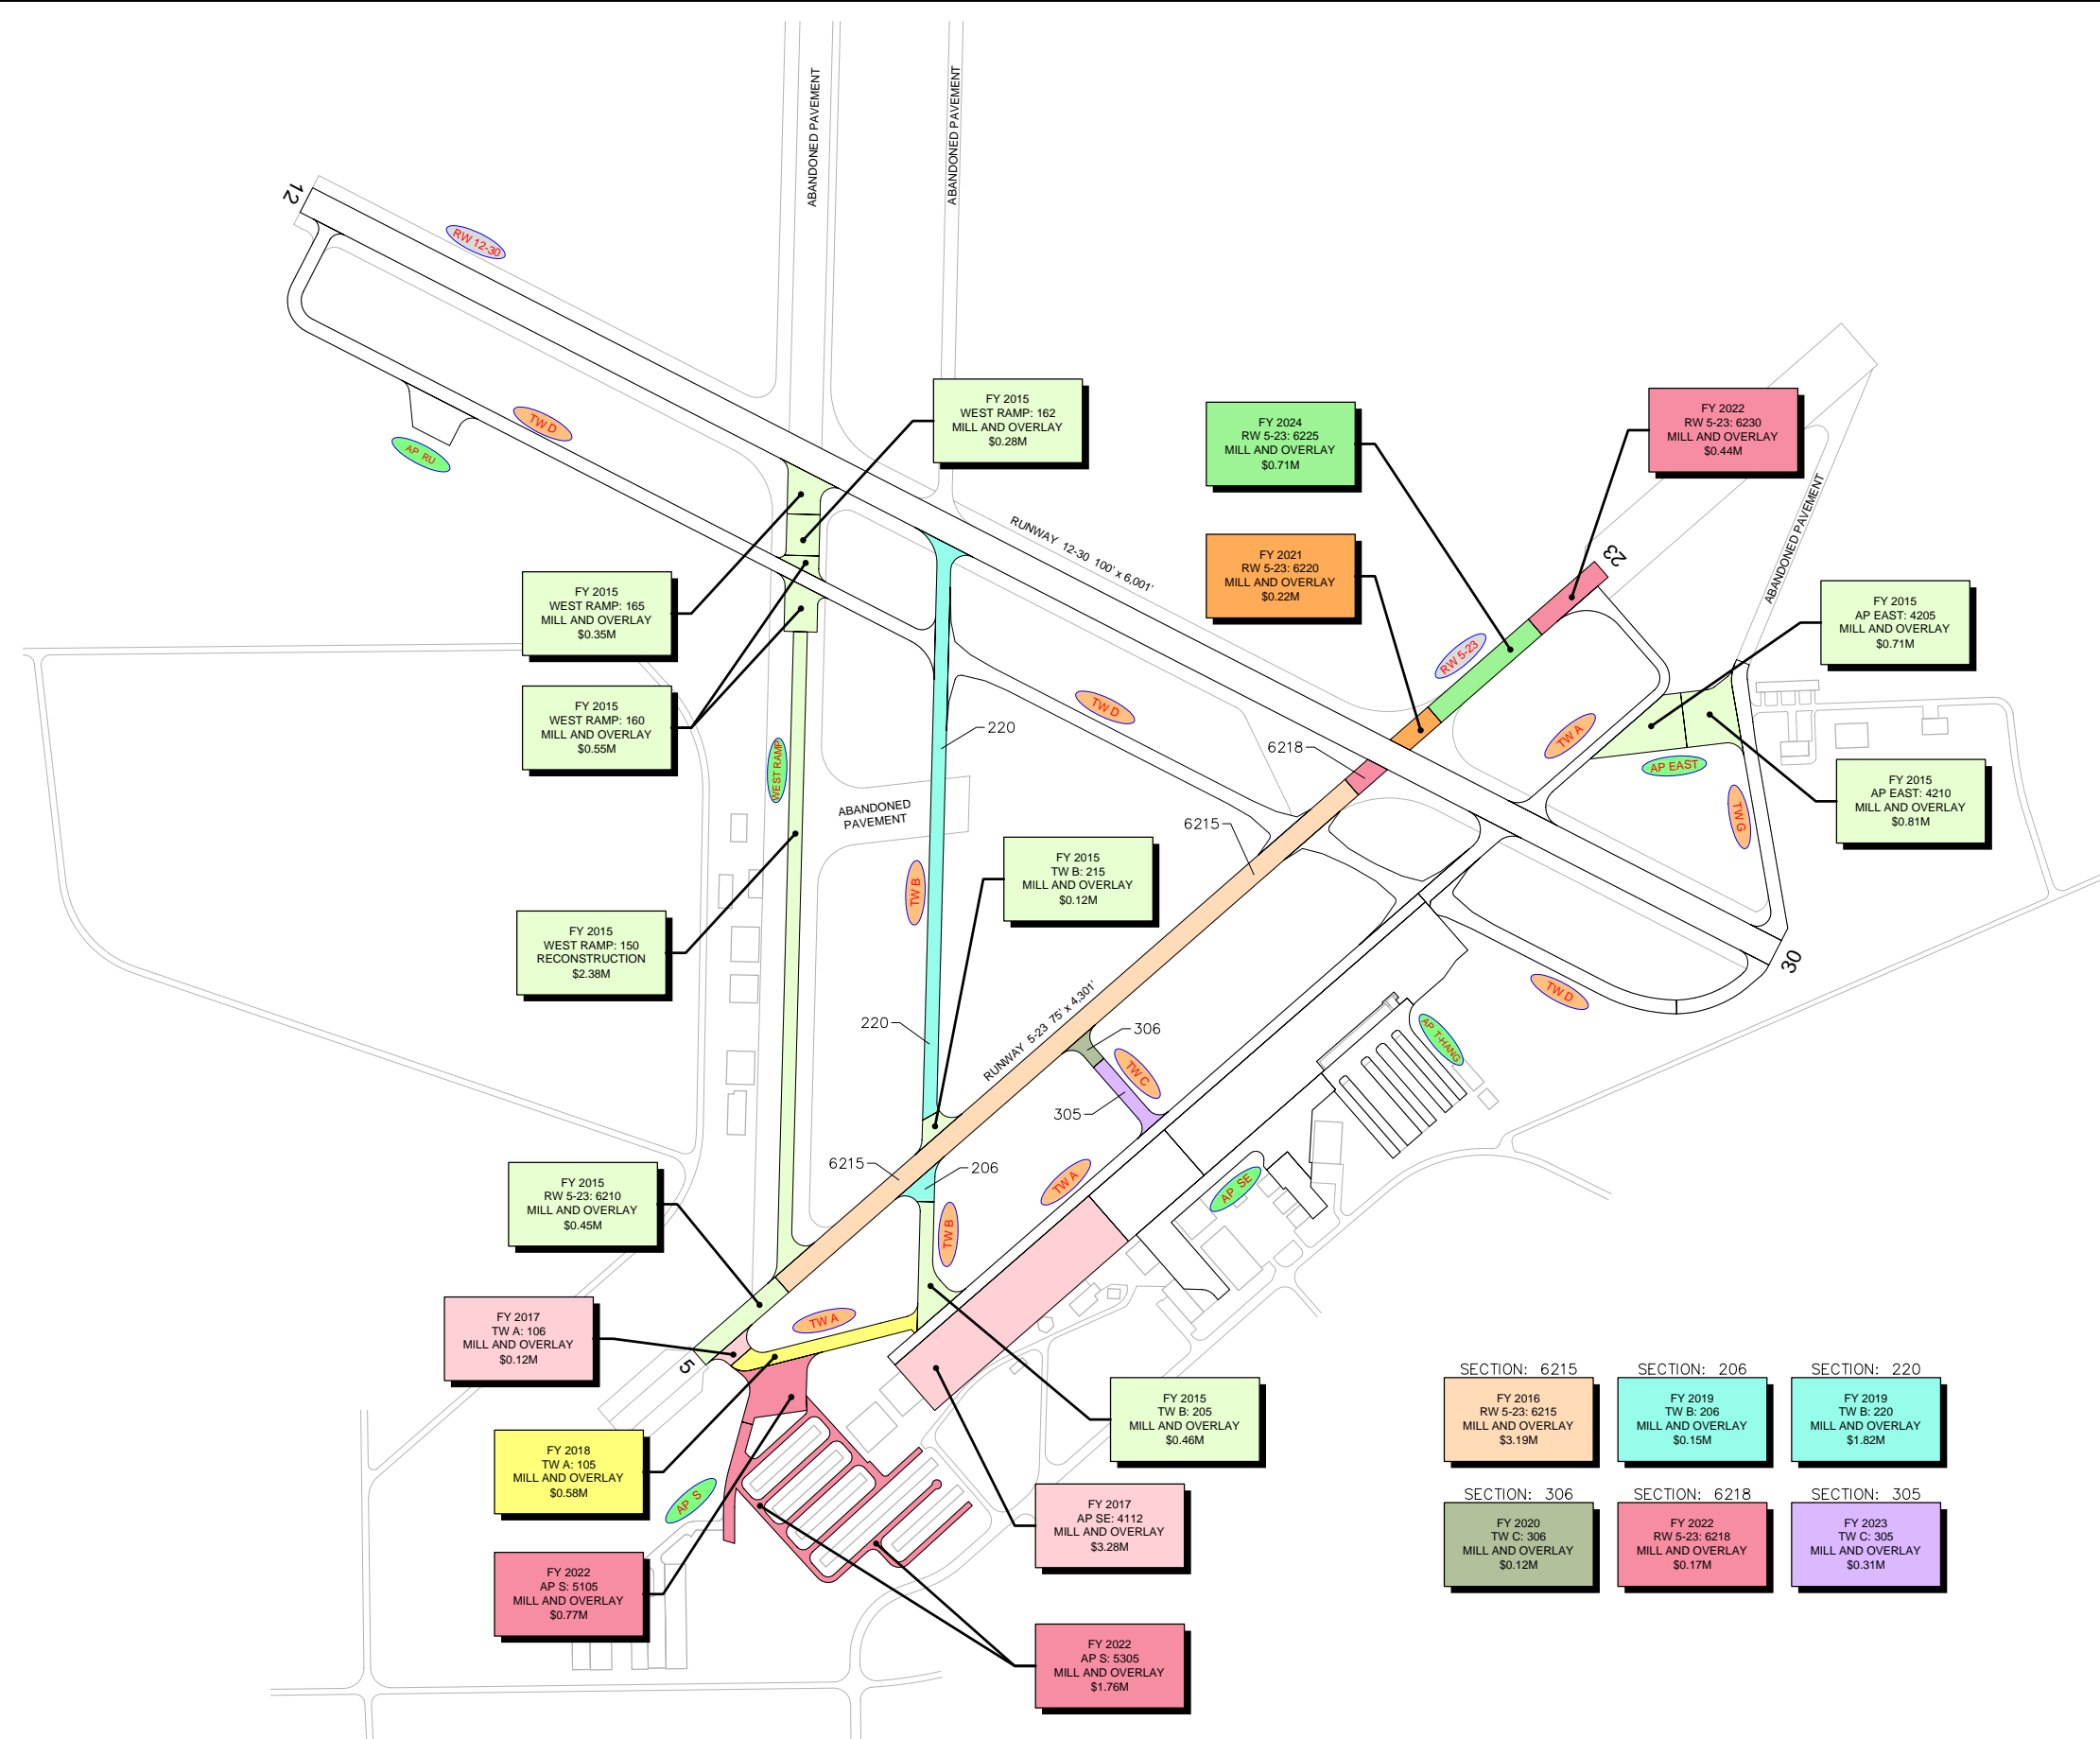 ABANDONED PAVEMENT
ABANDONED PAVEMENT
12
RW 12-30
TW D
AP RU
FY 2015
WEST RAMP: 162
MILL AND OVERLAY
$0.28M
FY 2024
RW 5-23: 6225
MILL AND OVERLAY
$0.71M
FY 2022
RW 5-23: 6230
MILL AND OVERLAY
$0.44M
ABANDONED PAVEMENT
RUNWAY 12-30 100' x 6,001'
FY 2021
RW 5-23: 6220
MILL AND OVERLAY
$0.22M
23
FY 2015
WEST RAMP: 165
MILL AND OVERLAY
$0.35M
FY 2015
AP EAST: 4205
MILL AND OVERLAY
$0.71M
RW 5-23
FY 2015
WEST RAMP: 160
MILL AND OVERLAY
$0.55M
TW D
220
TW A
6218
AP EAST
WEST RAMP
FY 2015
AP EAST: 4210
MILL AND OVERLAY
$0.81M
TW G
ABANDONED
PAVEMENT
6215
FY 2015
TW B: 215
MILL AND OVERLAY
$0.12M
TW B
FY 2015
WEST RAMP: 150
RECONSTRUCTION
$2.38M
30
TW D
RUNWAY 5-23 75' x 4,301'
220
306
AP T-HANG
TW C
305
6215
206
TW A
AP SE
FY 2015
RW 5-23: 6210
MILL AND OVERLAY
$0.45M
TW B
FY 2017
TW A: 106
MILL AND OVERLAY
$0.12M
TW A
5
FY 2015
TW B: 205
MILL AND OVERLAY
$0.46M
FY 2018
TW A: 105
MILL AND OVERLAY
$0.58M
AP S
FY 2017
AP SE: 4112
MILL AND OVERLAY
$3.28M
FY 2022
AP S: 5105
MILL AND OVERLAY
$0.77M
FY 2022
AP S: 5305
MILL AND OVERLAY
$1.76M
SECTION: 6215
FY 2016
RW 5-23: 6215
MILL AND OVERLAY
$3.19M
SECTION: 206
FY 2019
TW B: 206
MILL AND OVERLAY
$0.15M
SECTION: 220
FY 2019
TW B: 220
MILL AND OVERLAY
$1.82M
SECTION: 306
FY 2020
TW C: 306
MILL AND OVERLAY
$0.12M
SECTION: 6218
FY 2022
RW 5-23: 6218
MILL AND OVERLAY
$0.17M
SECTION: 305
FY 2023
TW C: 305
MILL AND OVERLAY
$0.31M